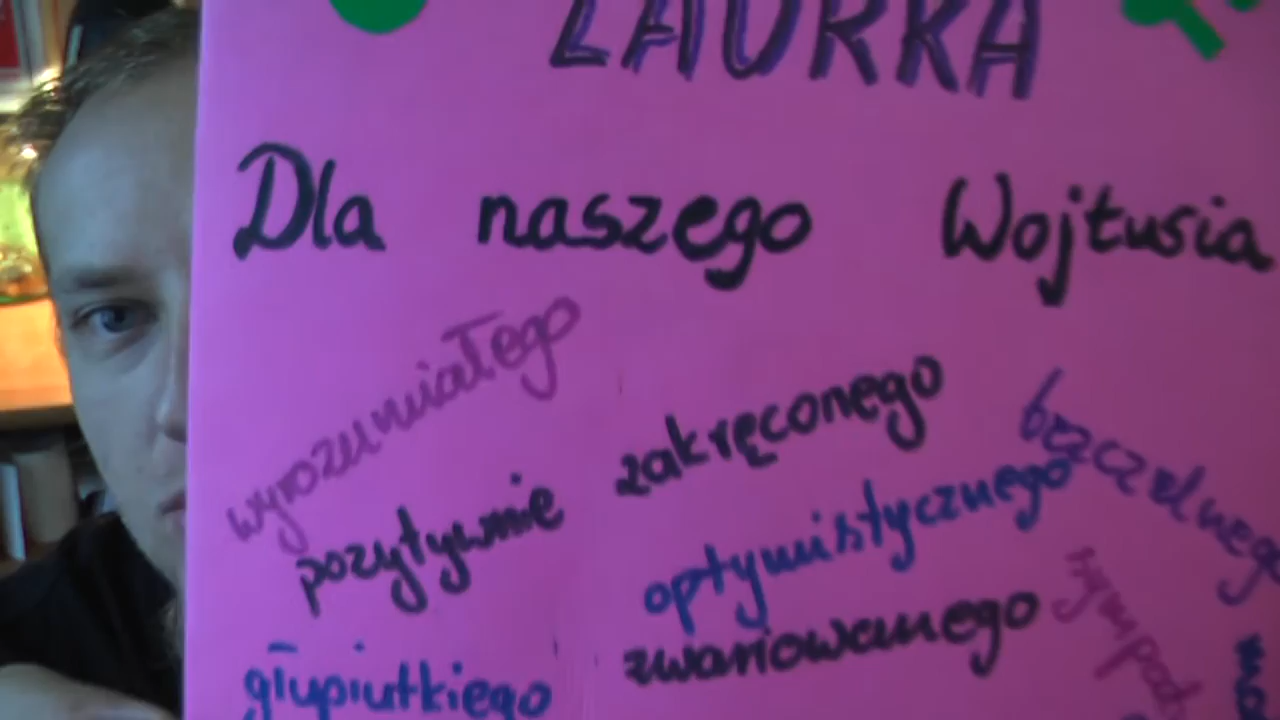 LAURKA
Dla naszego Wojtusia
wyrozumiałego
pozytywnie zakręconego
bezczelnego
optymistycznego
zwariowanego
głupiutkiego